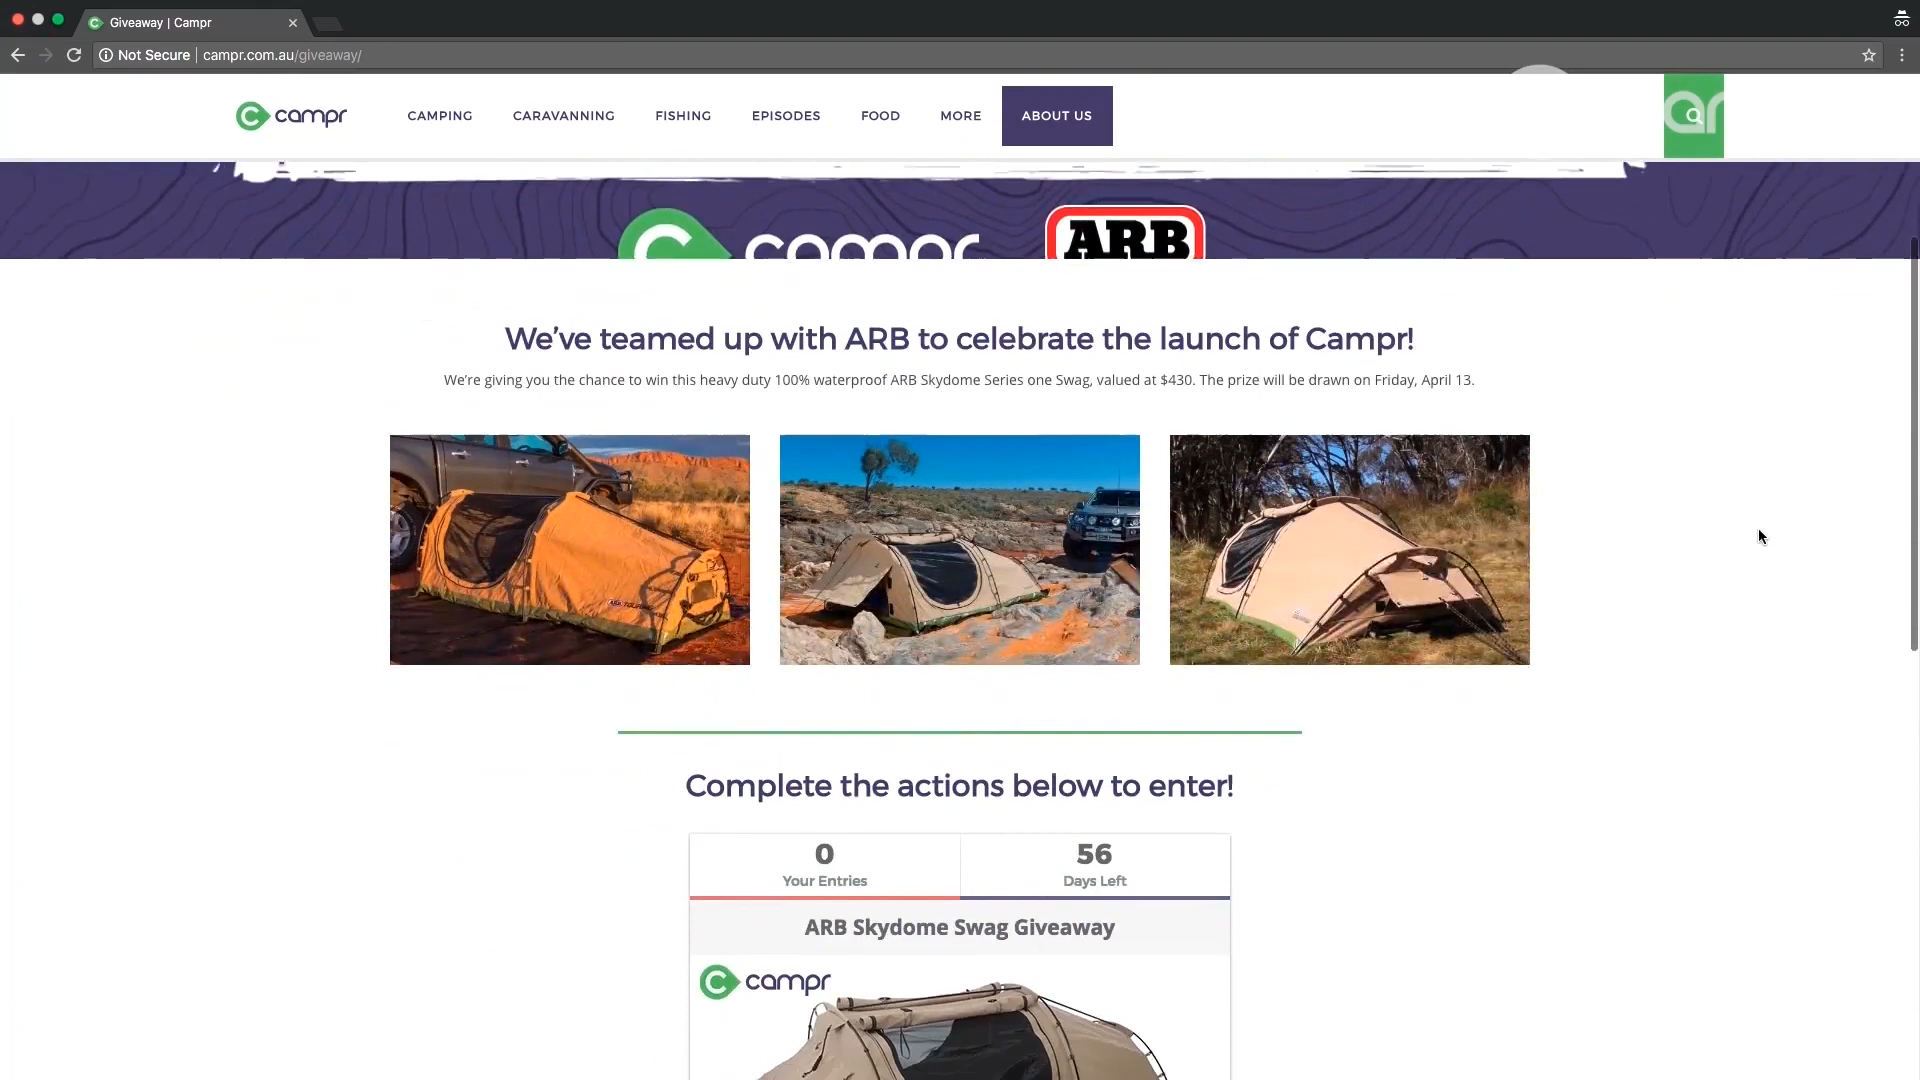 Giveaway | Campr
Not Secure | campr.com.au/giveaway/
campr
CAMPING CARAVANNING FISHING EPISODES FOOD MORE ABOUT US
campr ARB
We've teamed up with ARB to celebrate the launch of Campr!
We're giving you the chance to win this heavy duty 100% waterproof ARB Skydome Series one Swag, valued at $430. The prize will be drawn on Friday, April 13.
Complete the actions below to enter!
0 56
Your Entries Days Left
ARB Skydome Swag Giveaway
campr